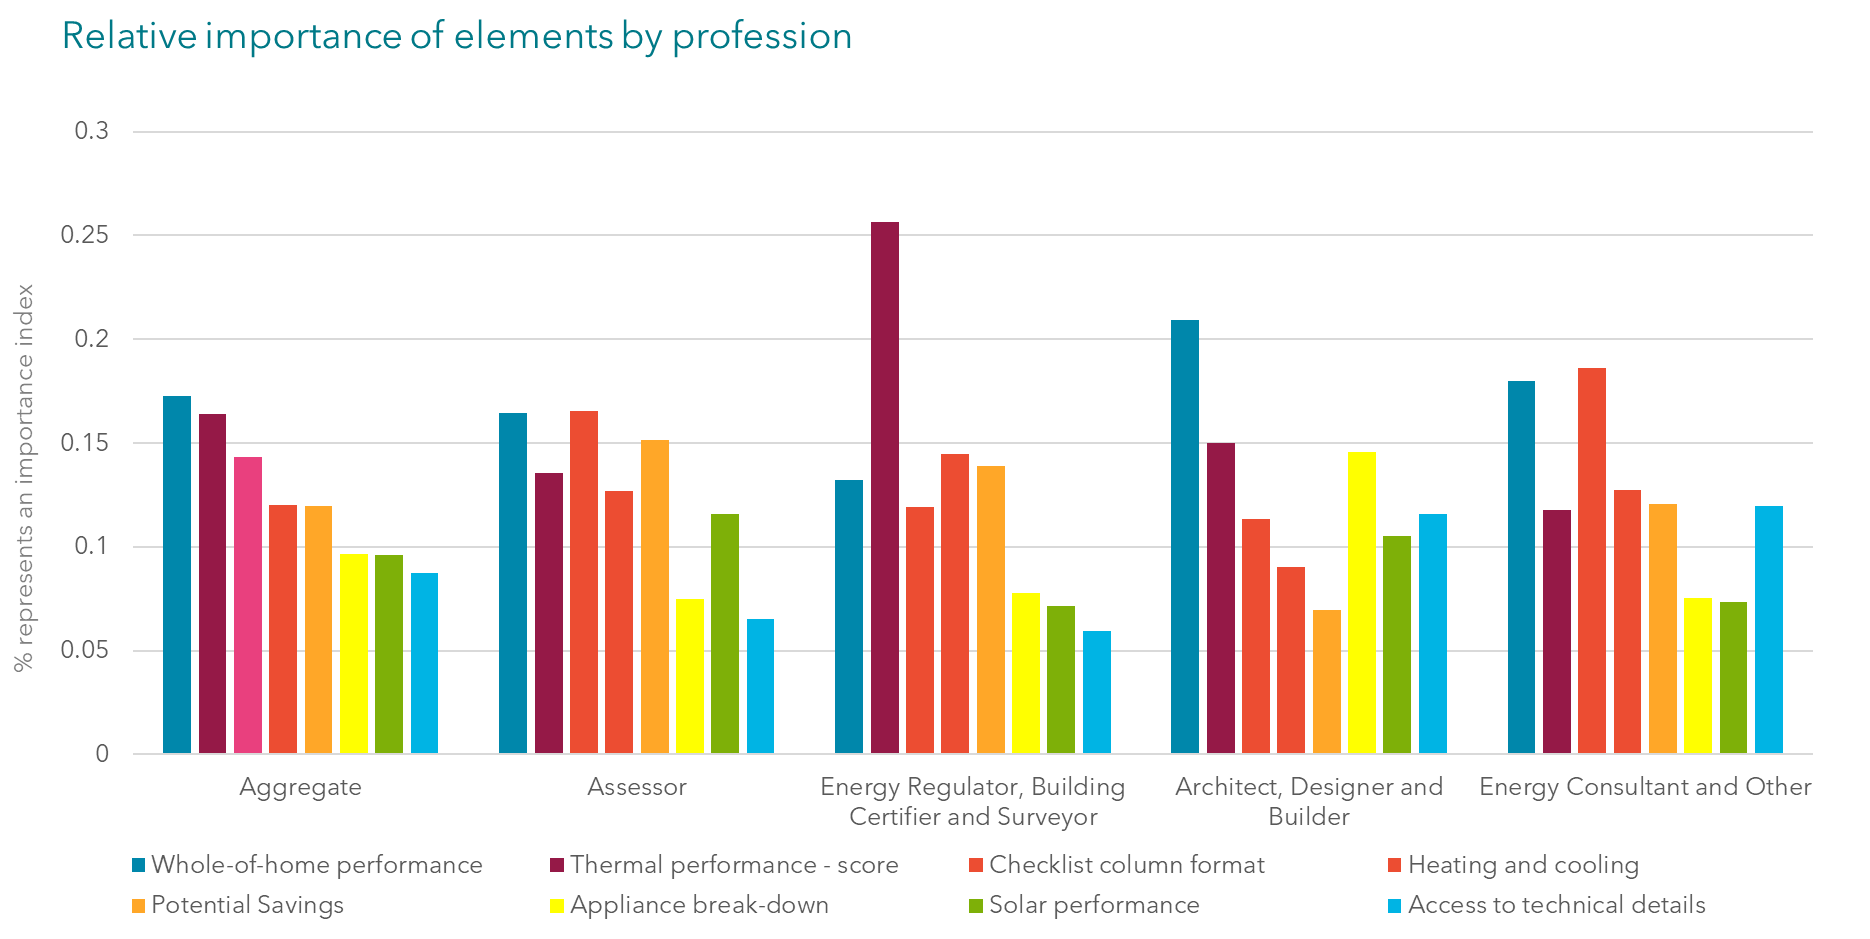 Relative importance of elements by profession
% represents an importance index
0.3
0.25
0.2
0.15
0.1
0.05
0
Aggregate
Assessor
Energy Regulator, Building
Certifier and Surveyor
Architect, Designer and
Builder
Energy Consultant and Other
Whole-of-home performance
Thermal performance - score
Checklist column format
Heating and cooling
Potential Savings
Appliance break-down
Solar performance
Access to technical details